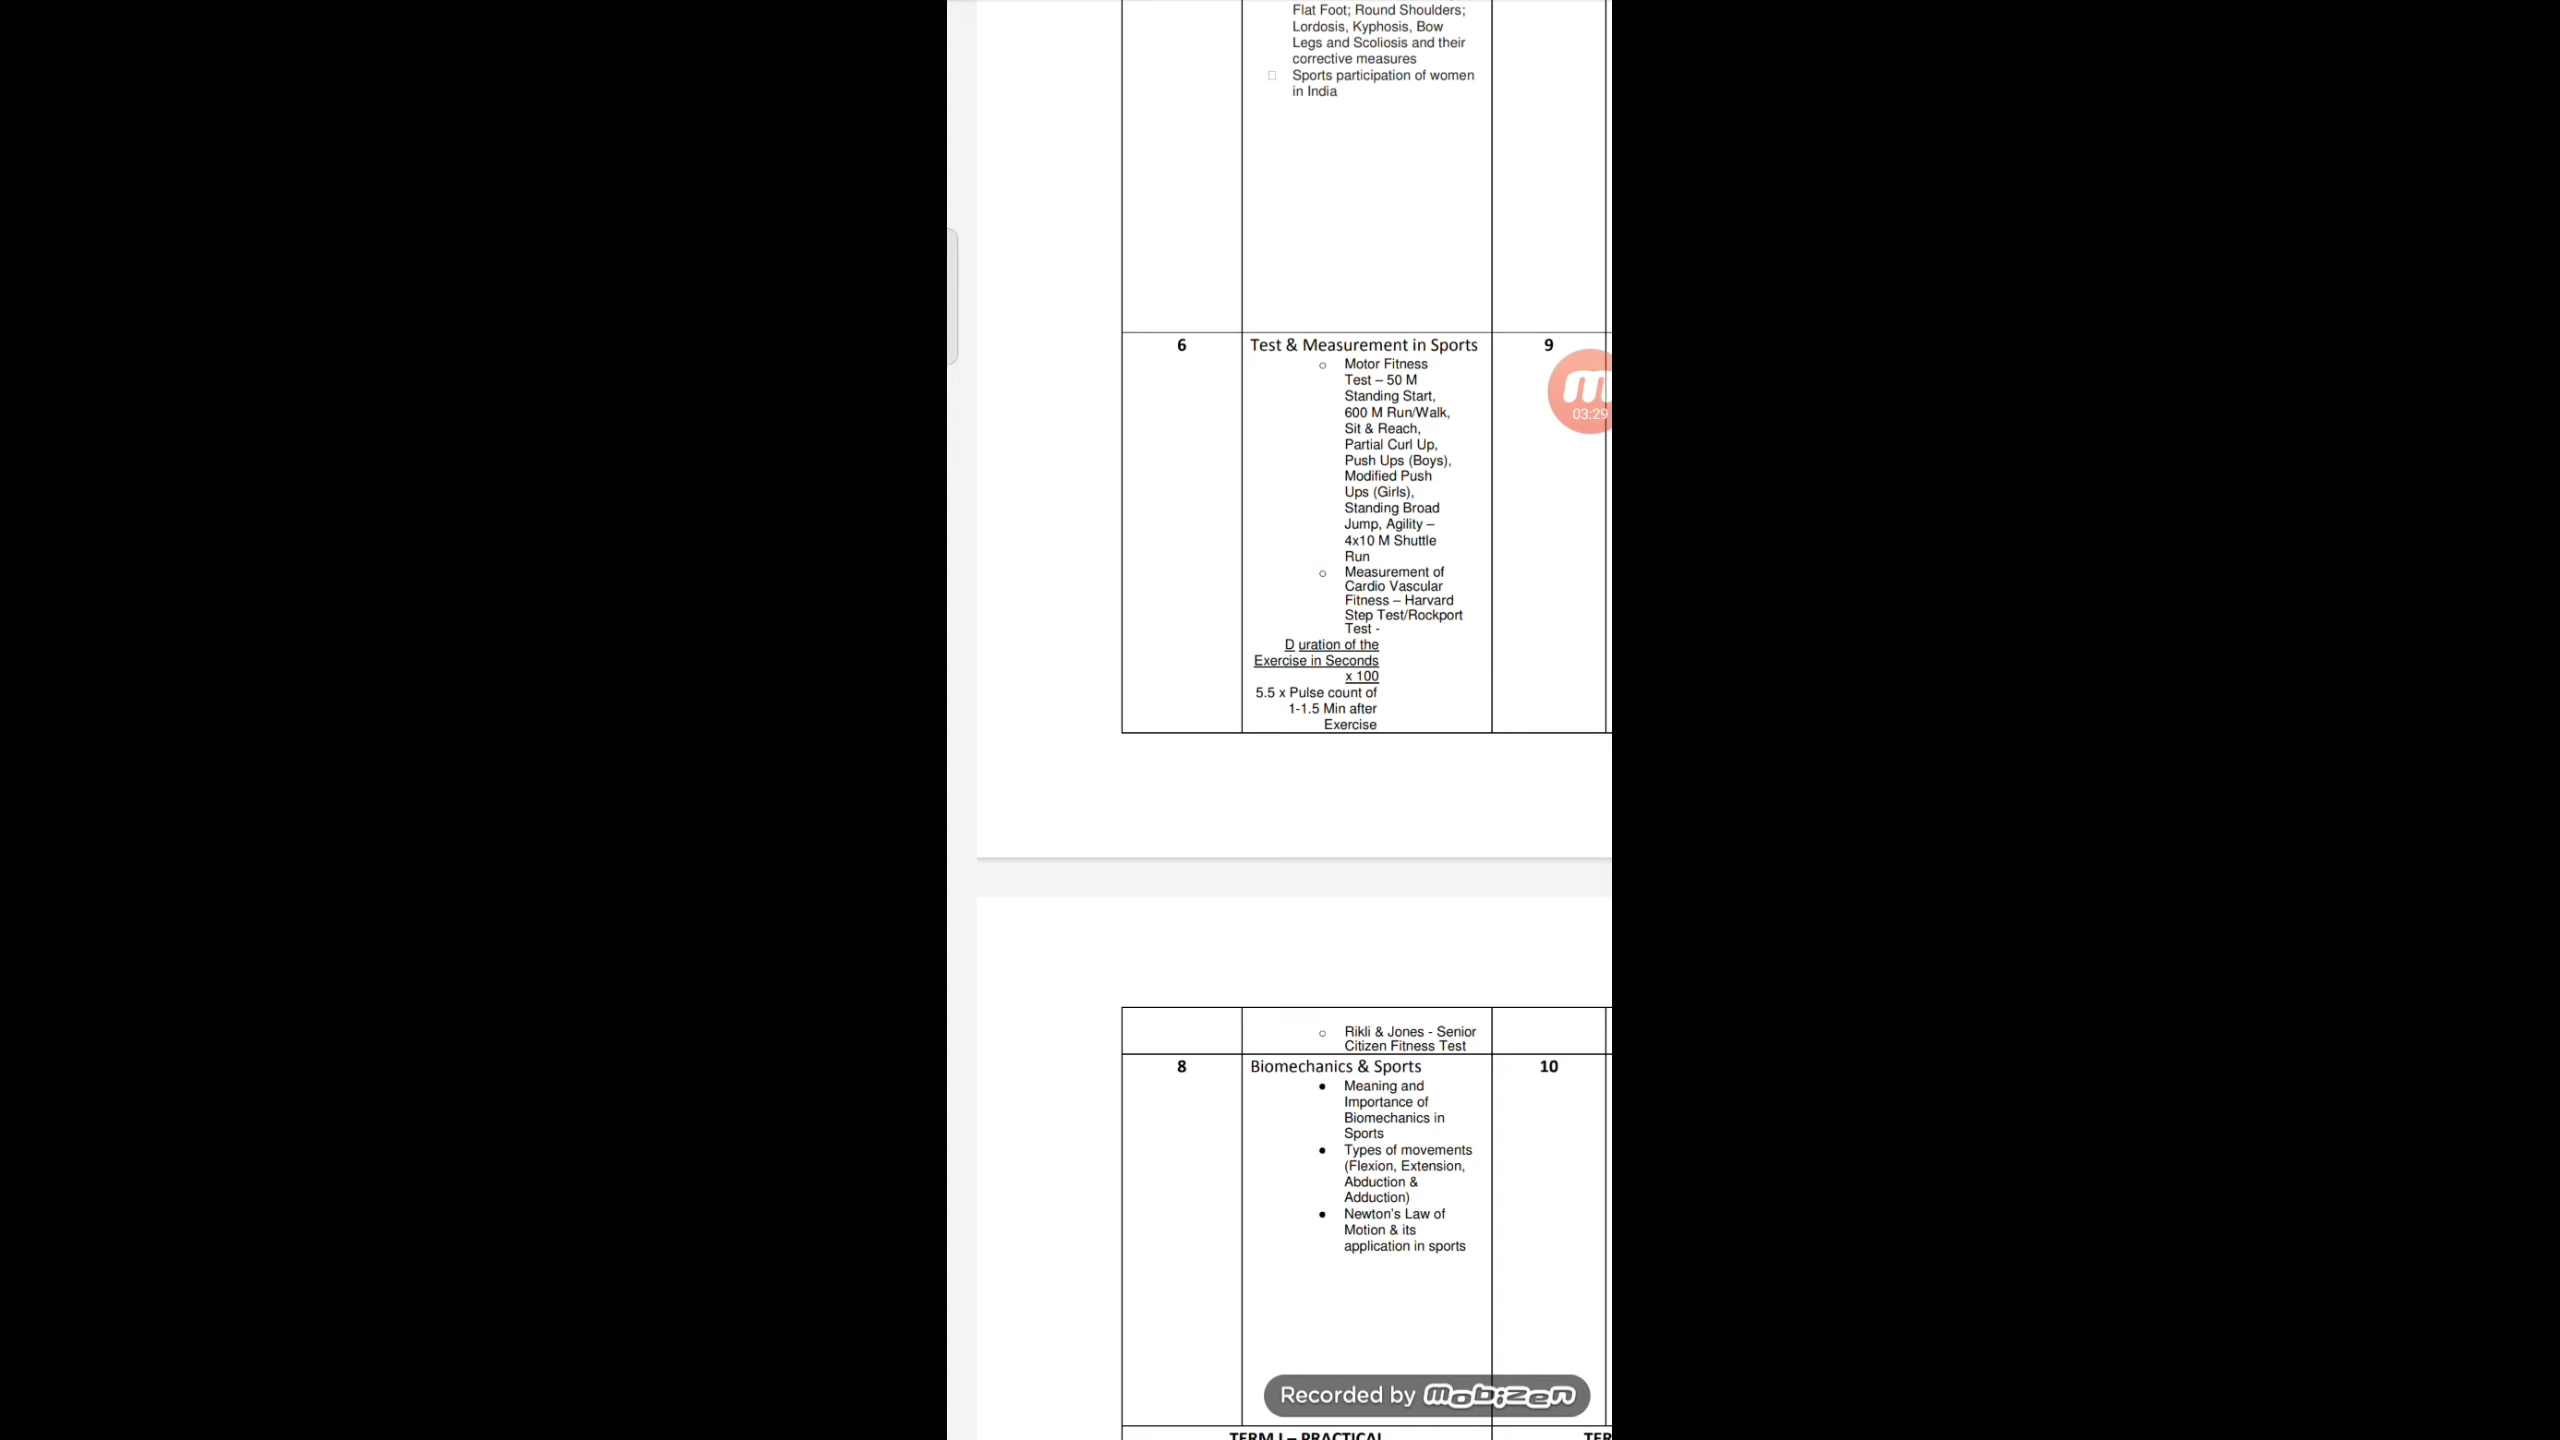 Flat Foot; Round Shoulders;
Lordosis, Kyphosis, Bow
Legs and Scoliosis and their
corrective measures
Sports participation of women
in India
6
Test & Measurement in Sports
9
Motor Fitness
Test – 50 M
Standing Start,
600 M Run/Walk,
Sit & Reach,
Partial Curl Up,
Push Ups (Boys),
Modified Push
Ups (Girls),
Standing Broad
Jump, Agility –
4x10 M Shuttle
Run
03:29
Measurement of
Cardio Vascular
Fitness – Harvard
Step Test/Rockport
Test -
D uration of the
Exercise in Seconds
x 100
5.5 x Pulse count of
1-1.5 Min after
Exercise
Rikli & Jones - Senior
Citizen Fitness Test
8
Biomechanics & Sports
10
Meaning and
Importance of
Biomechanics in
Sports
Types of movements
(Flexion, Extension,
Abduction &
Adduction)
Newton's Law of
Motion & its
application in sports
Recorded by Mobizen
TERM I – PRACTICAL
TER